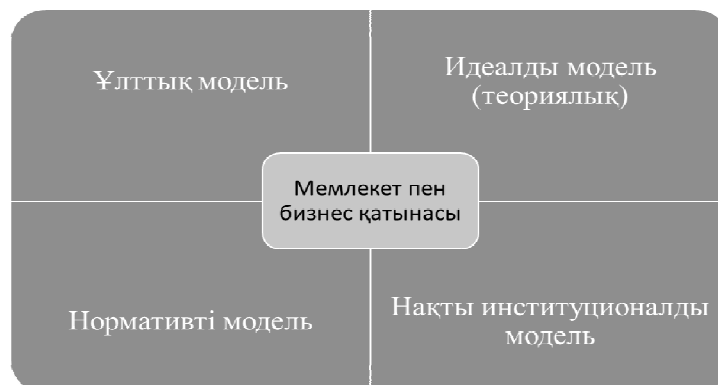 Ұлттық модель
Идеалды модель
(теориялық)
Мемлекет пен
бизнес қатынасы
Нормативті модель
Нақты институционалды
модель